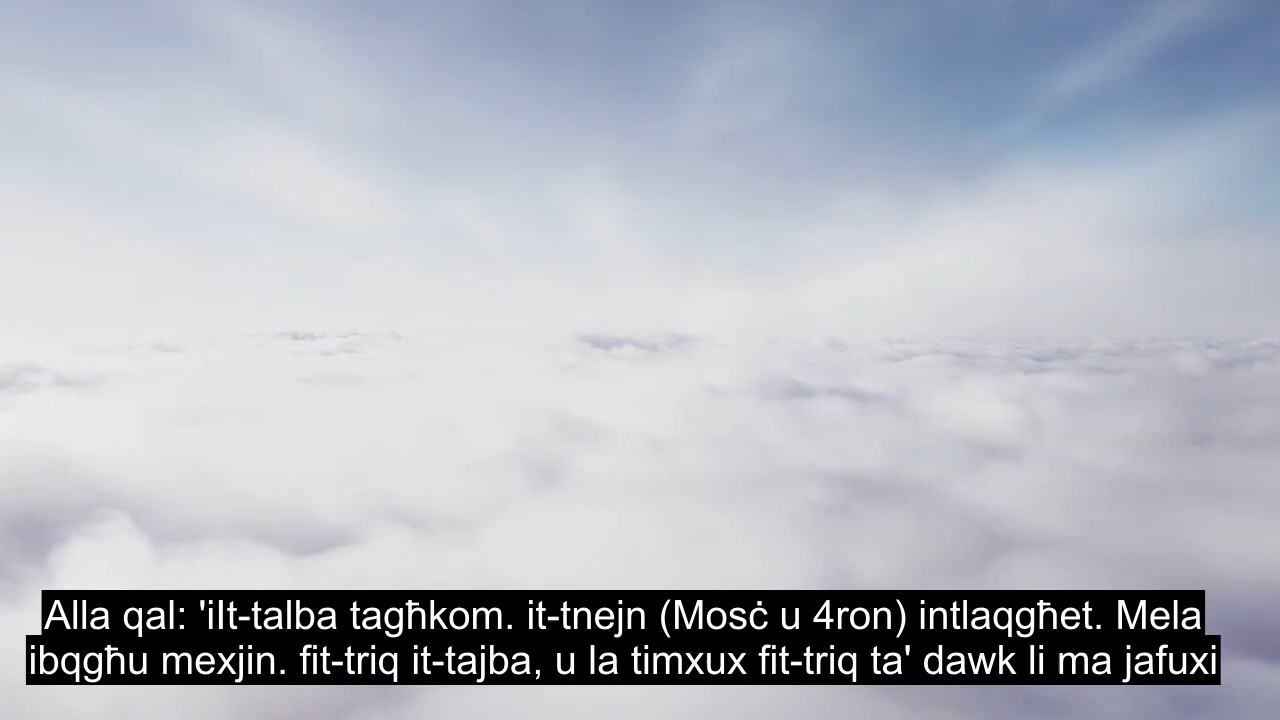 Alla qal: 'iIt-talba tagħkom. it-tnejn (Mosċ u 4ron) intlaqgħet. Mela
ibqgħu mexjin. fit-triq it-tajba, u la timxux fit-triq ta' dawk li ma jafuxi